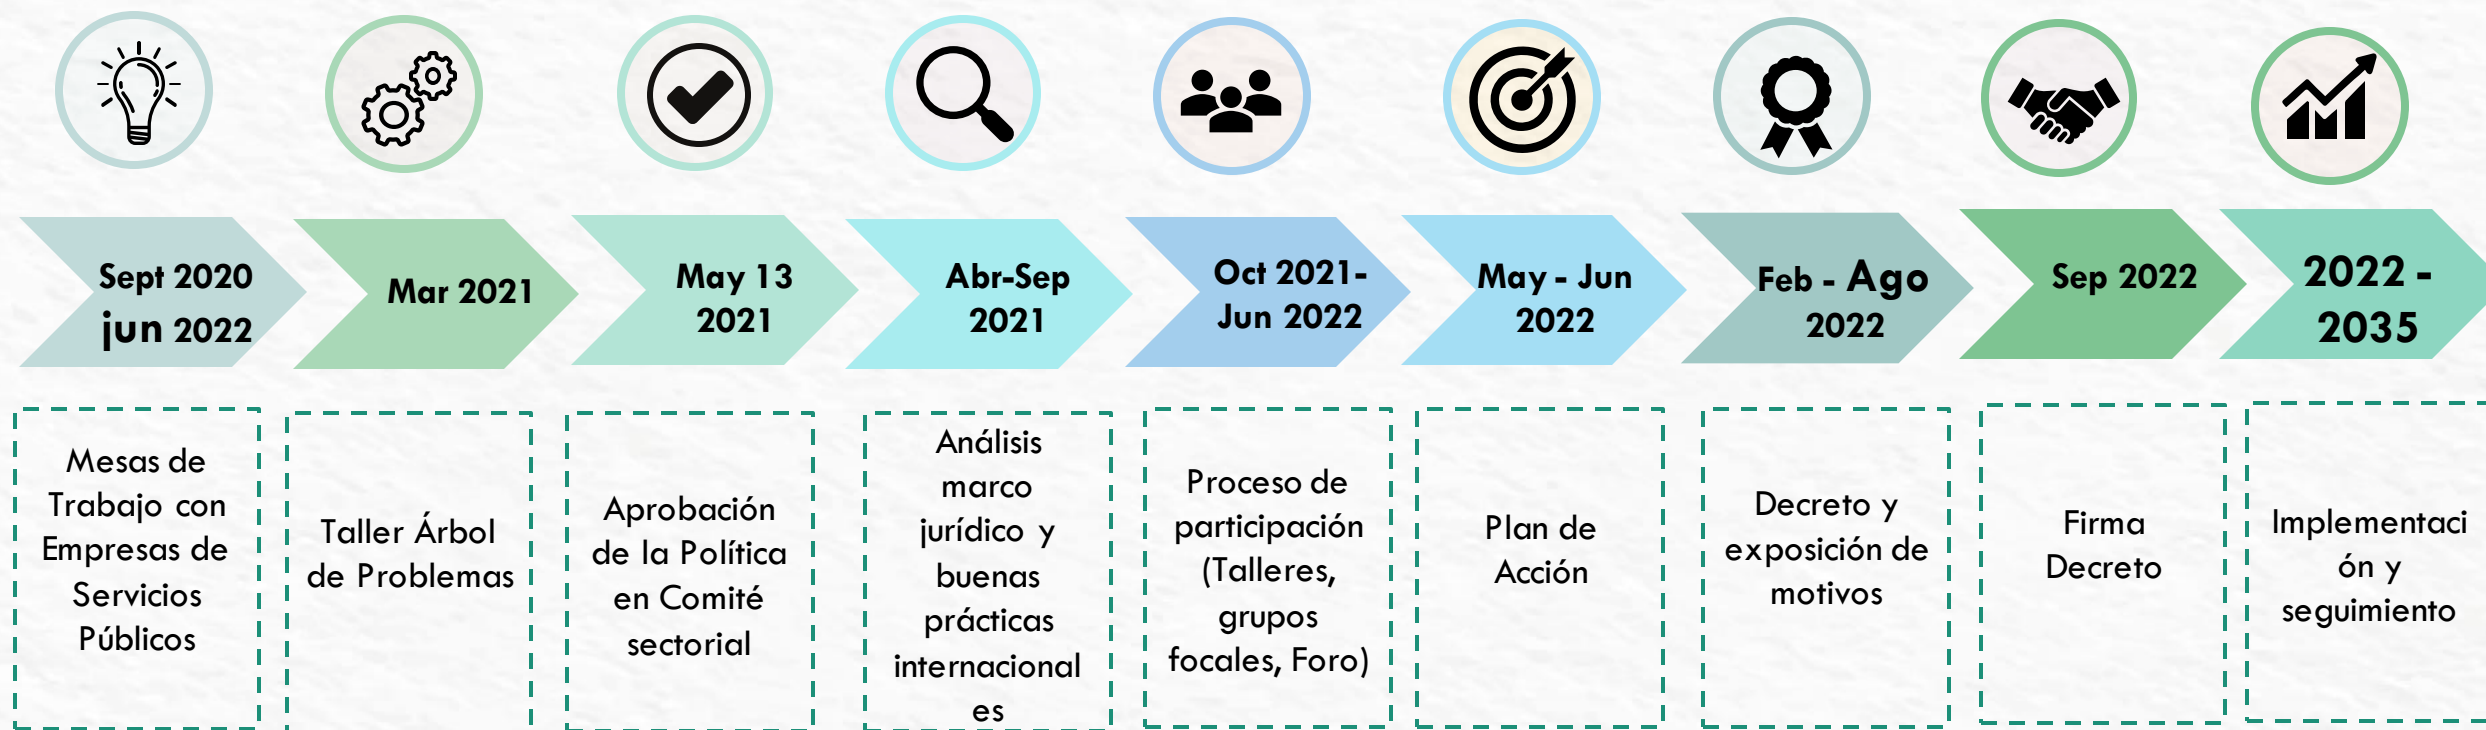 Sept 2020
jun 2022
Mar 2021
May 13
2021
Abr-Sep
2021
Oct 2021-
Jun 2022
May - Jun
2022
Feb - Ago
2022
Sep 2022
2022 -
2035
Mesas de
Trabajo con
Empresas de
Servicios
Públicos
Taller Árbol
de Problemas
Aprobación
de la Política
en Comité
sectorial
Análisis
marco
jurídico y
buenas
prácticas
internacional
es
Proceso de
participación
(Talleres,
grupos
focales, Foro)
Plan de
Acción
Decreto y
exposición de
motivos
Firma
Decreto
Implementaci
ón y
seguimiento